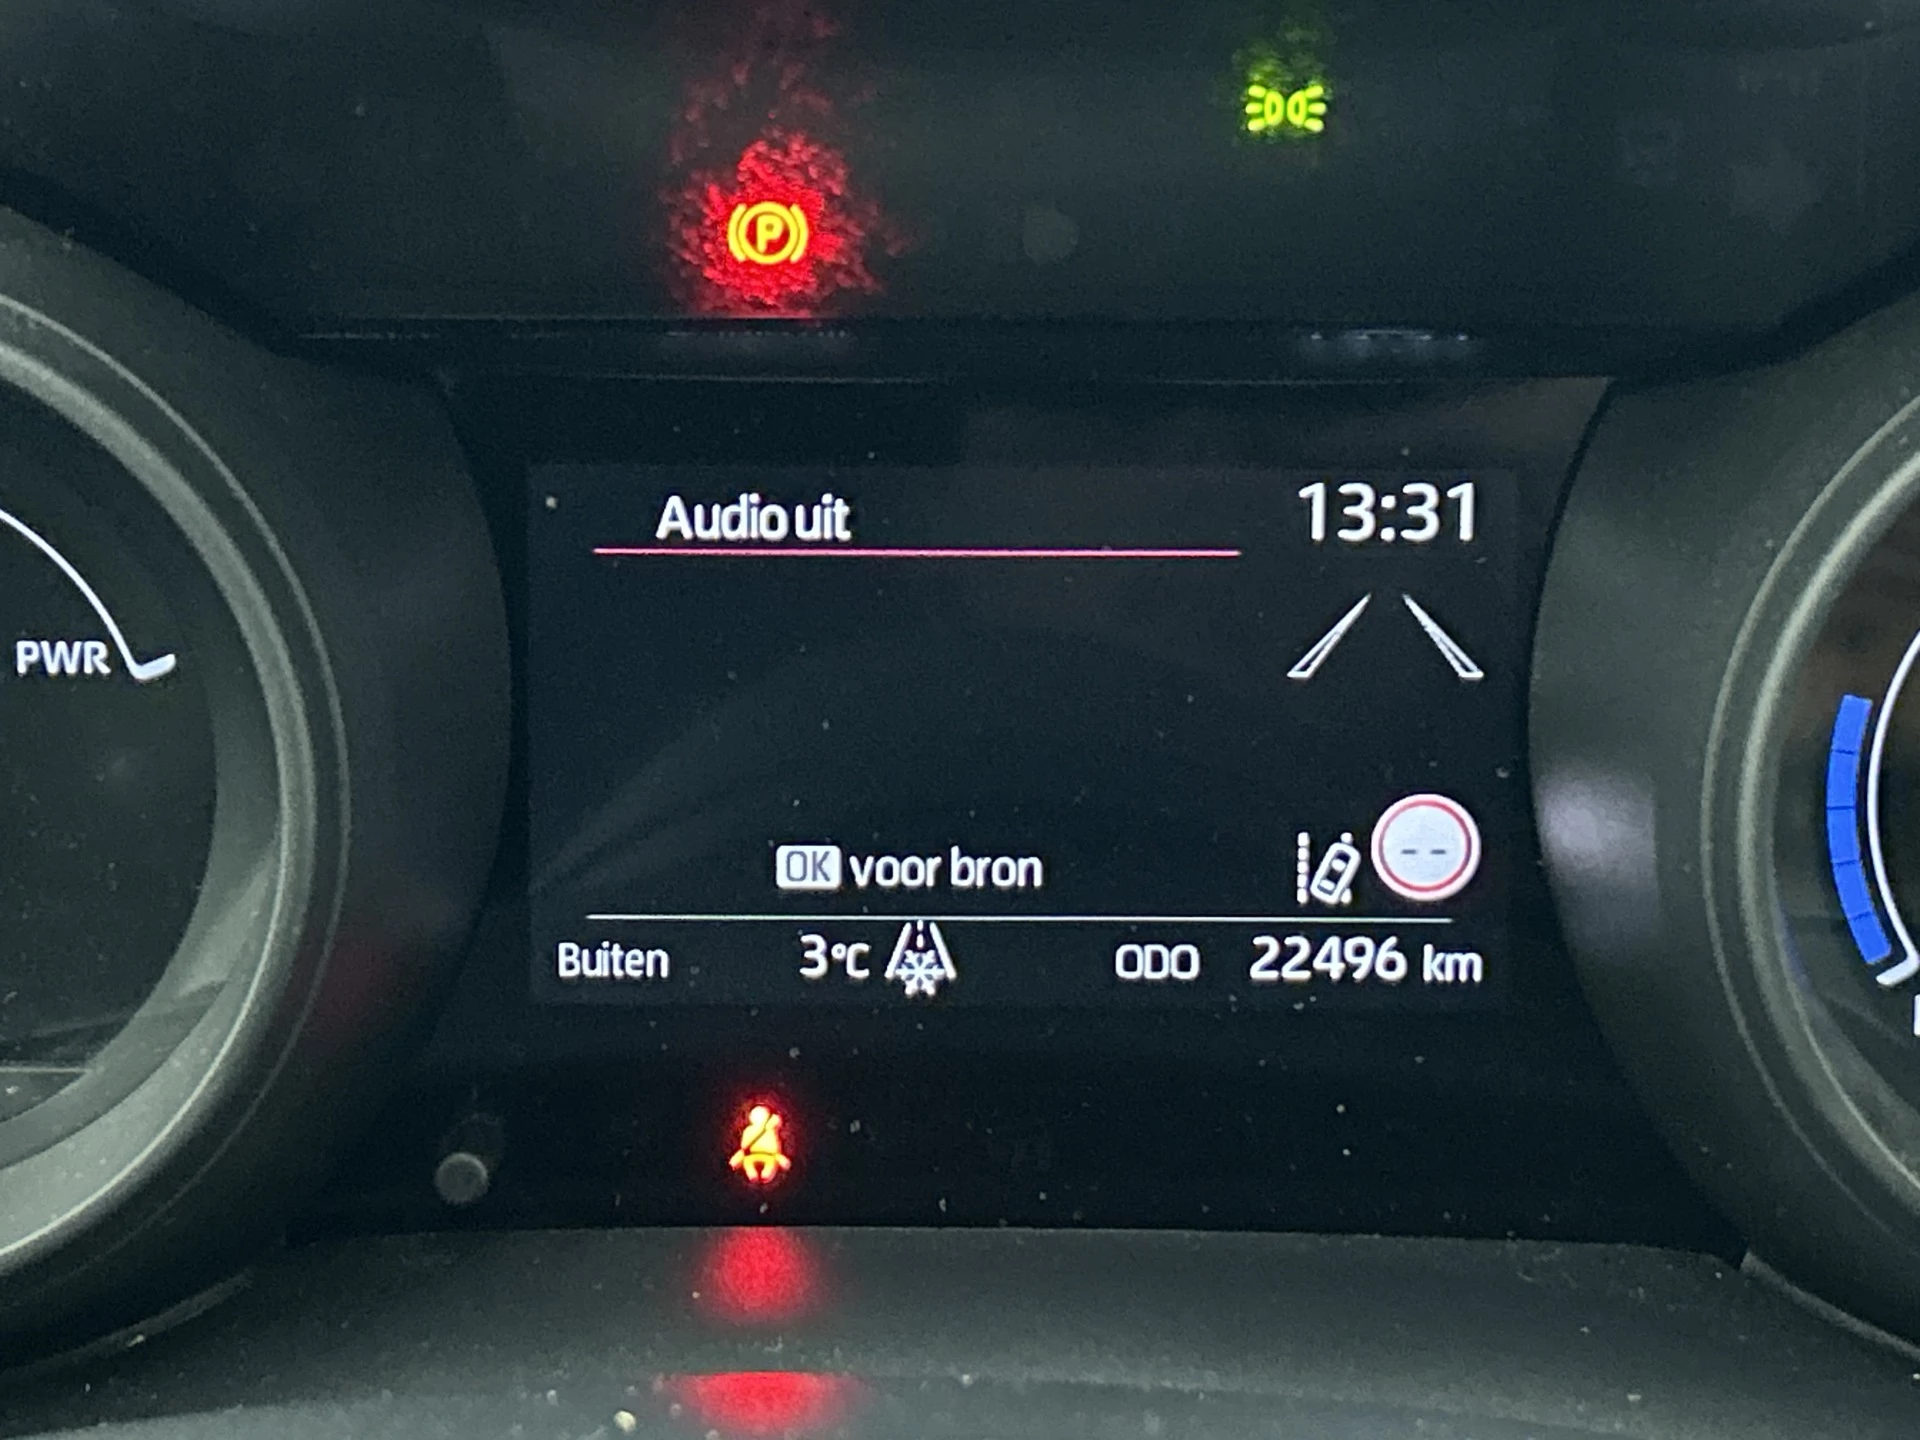 P
Audio uit 13:31
PWR
OK voor bron
--
Buiten 3°C ODO 22496 km